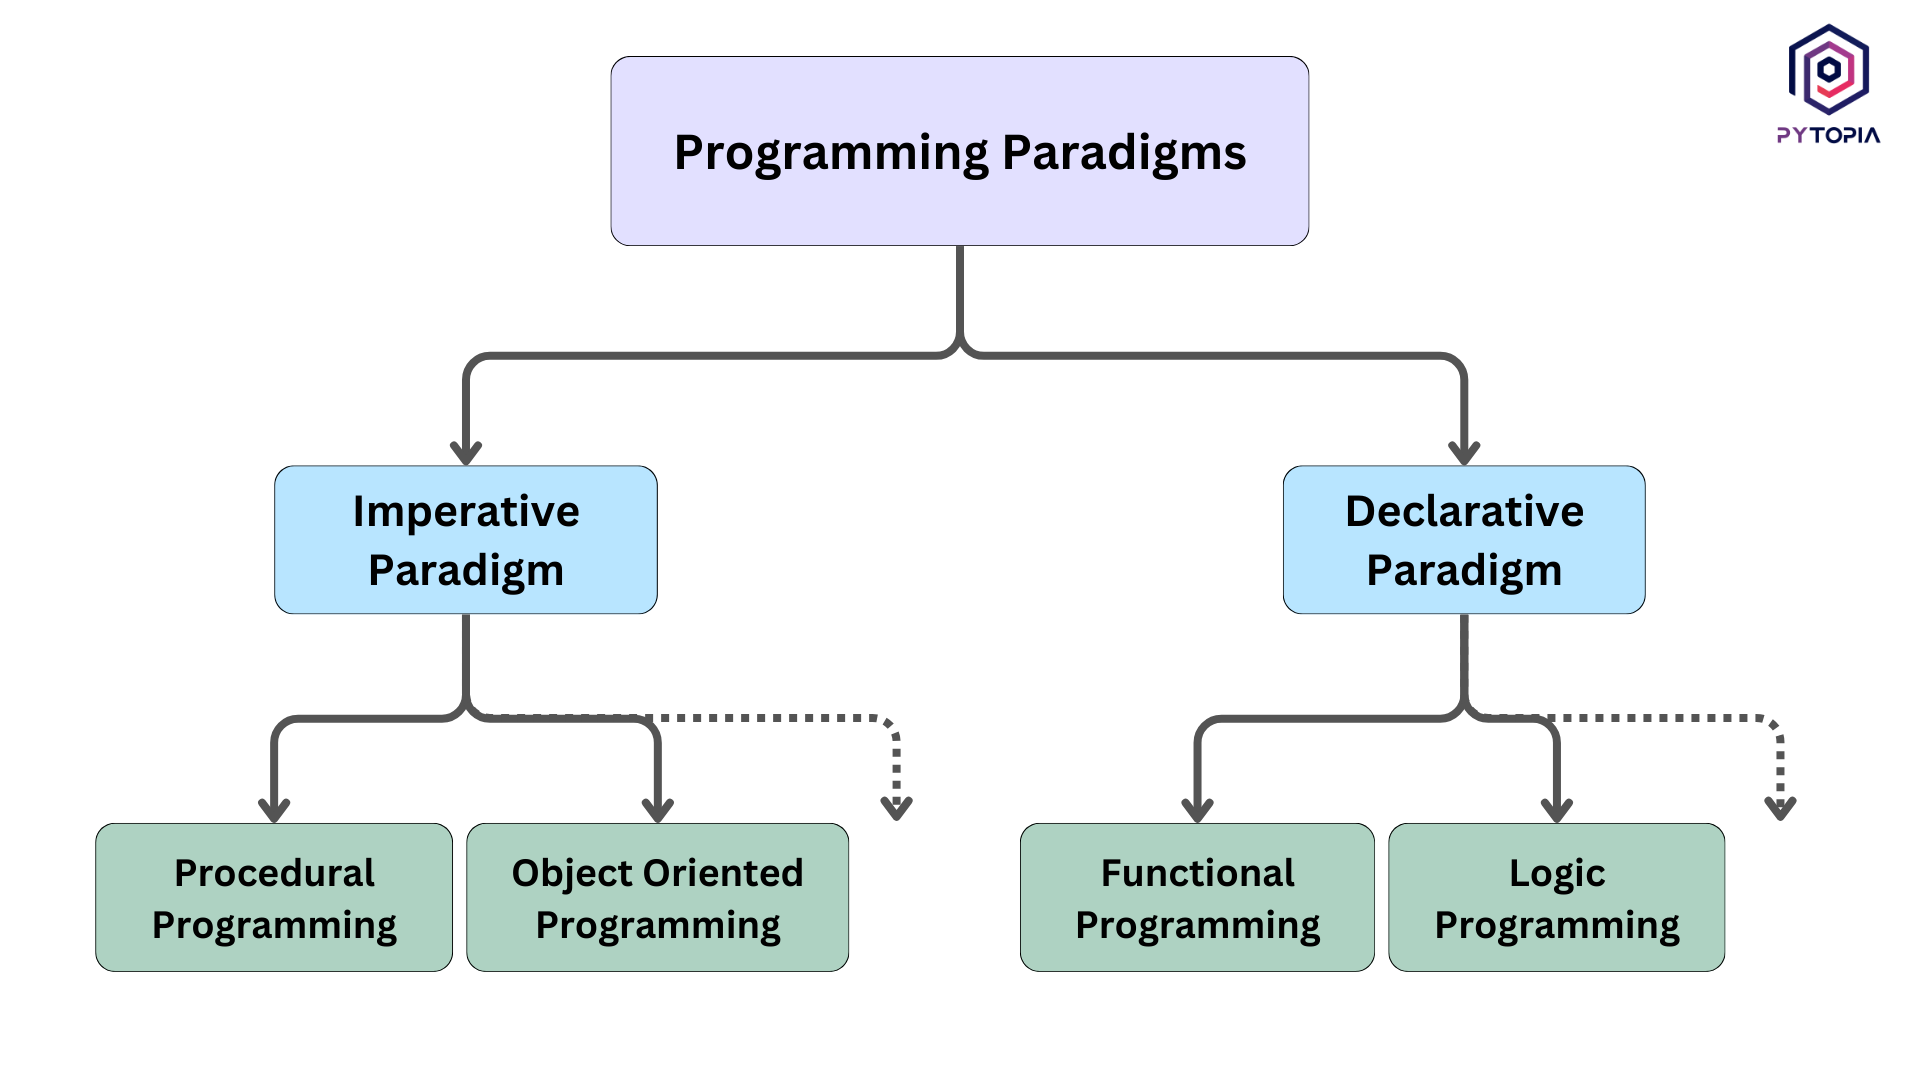 PYTOPIA
Programming Paradigms
Imperative
Paradigm
Declarative
Paradigm
Procedural
Programming
Object Oriented
Programming
Functional
Programming
Logic
Programming